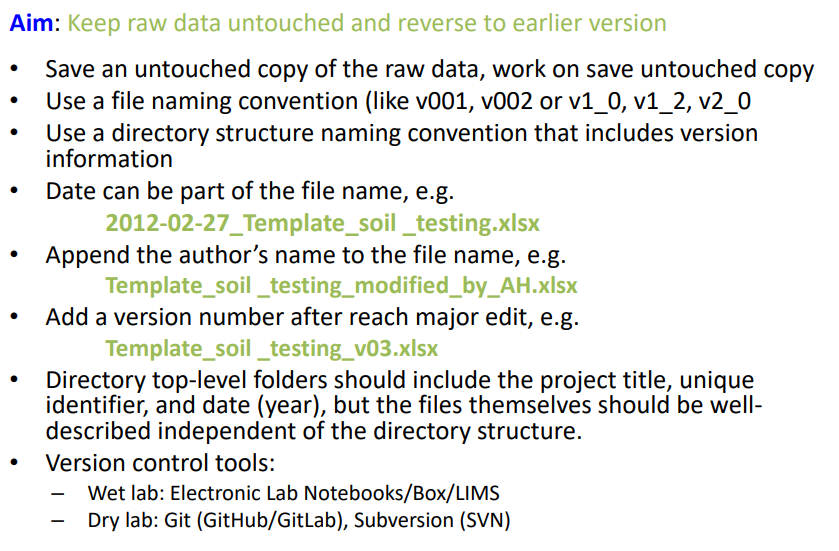 Aim: Keep raw data untouched and reverse to earlier version
• Save an untouched copy of the raw data, work on save untouched copy
• Use a file naming convention (like v001, v002 or v1_0, v1_2, v2_0
• Use a directory structure naming convention that includes version
information
• Date can be part of the file name, e.g.
2012-02-27_Template_soil _testing.xlsx
• Append the author’s name to the file name, e.g.
Template_soil _testing_modified_by_AH.xlsx
• Add a version number after reach major edit, e.g.
Template_soil _testing_v03.xlsx
• Directory top-level folders should include the project title, unique
identifier, and date (year), but the files themselves should be well-
described independent of the directory structure.
• Version control tools:
– Wet lab: Electronic Lab Notebooks/Box/LIMS
– Dry lab: Git (GitHub/GitLab), Subversion (SVN)